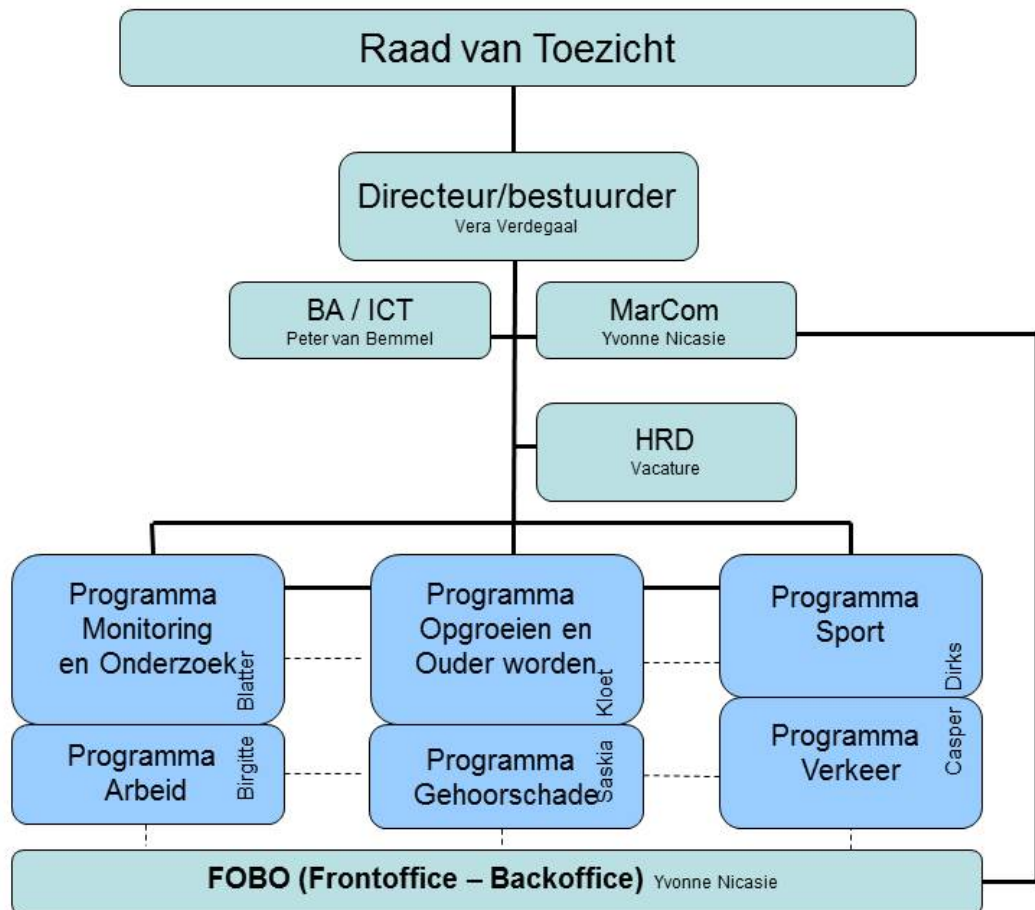 Raad van Toezicht
Directeur/bestuurder
Vera Verdegaal
BA / ICT
Peter van Bemmel
MarCom
Yvonne Nicasie
HRD
Vacature
Programma
Monitoring
en Onderzoek
Programma
Arbeid
Birgitte Blatter
Programma
Opgroeien en
Ouder worden
Programma
Gehoorschade
Saskia Kloet
Programma
Sport
Programma
Verkeer
Casper Dirks
FOBO (Frontoffice – Backoffice) Yvonne Nicasie